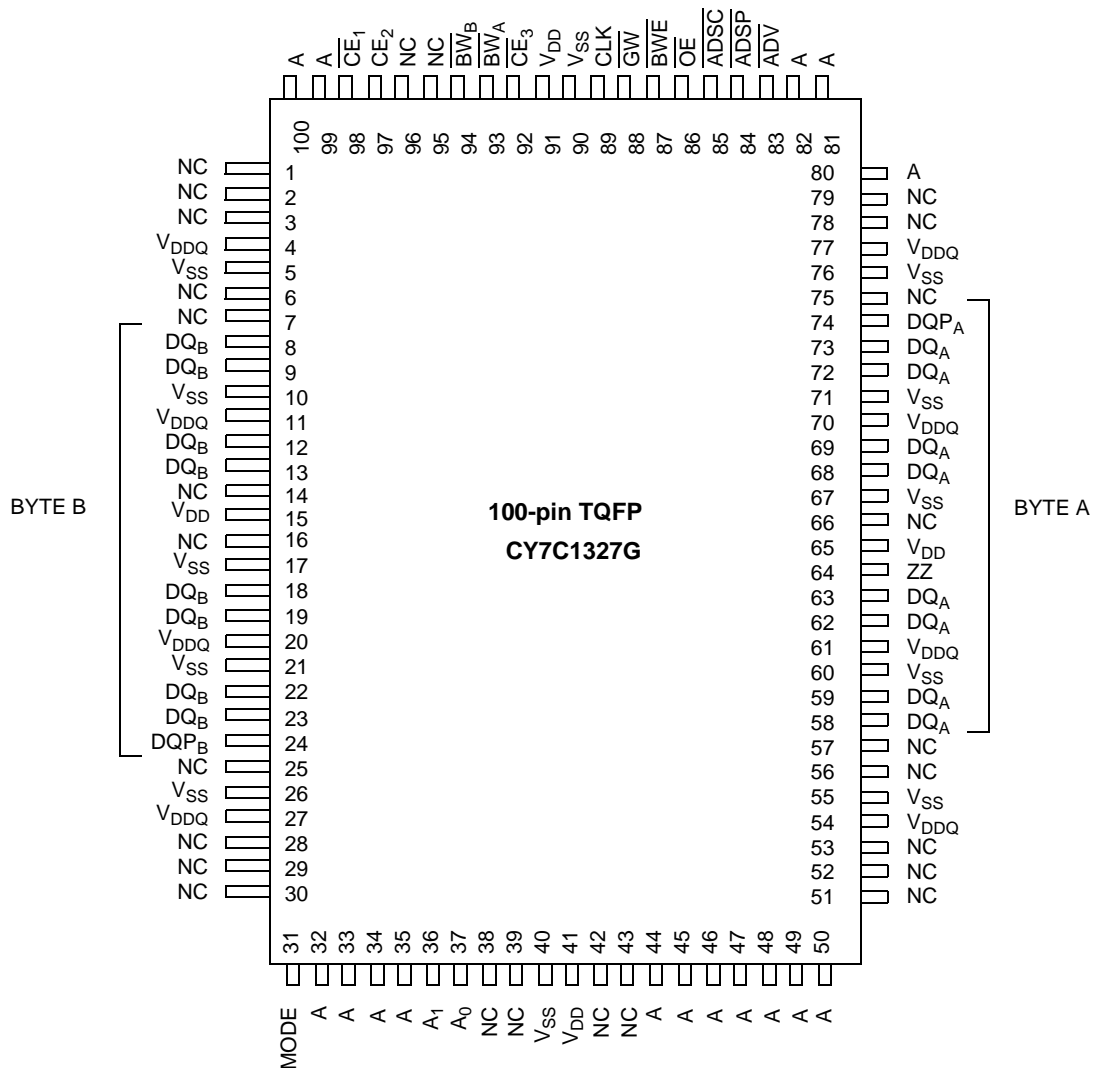 A
A
CE1
CE2
NC
NC
BWB
BWA
CE3
VDD
VSS
CLK
GW
BWE
OE
ADSC
ADSP
ADV
A
A
100
99
98
97
96
95
94
93
92
91
90
89
88
87
86
85
84
83
82
81
NC 1
NC 2
NC 3
VDDQ 4
VSS 5
NC 6
NC 7
DQB 8
DQB 9
VSS 10
VDDQ 11
DQB 12
DQB 13
NC 14
VDD 15
NC 16
VSS 17
DQB 18
DQB 19
VDDQ 20
VSS 21
DQB 22
DQB 23
DQPB 24
NC 25
VSS 26
VDDQ 27
NC 28
NC 29
NC 30
BYTE B
100-pin TQFP
CY7C1327G
80 A
79 NC
78 NC
77 VDDQ
76 VSS
75 NC
74 DQPA
73 DQA
72 DQA
71 VSS
70 VDDQ
69 DQA
68 DQA
67 VSS
66 NC
65 VDD
64 ZZ
63 DQA
62 DQA
61 VDDQ
60 VSS
59 DQA
58 DQA
57 NC
56 NC
55 VSS
54 VDDQ
53 NC
52 NC
51 NC
BYTE A
31
32
33
34
35
36
37
38
39
40
41
42
43
44
45
46
47
48
49
50
MODE
A
A
A
A
A1
A0
NC
NC
VSS
VDD
NC
NC
A
A
A
A
A
A
A